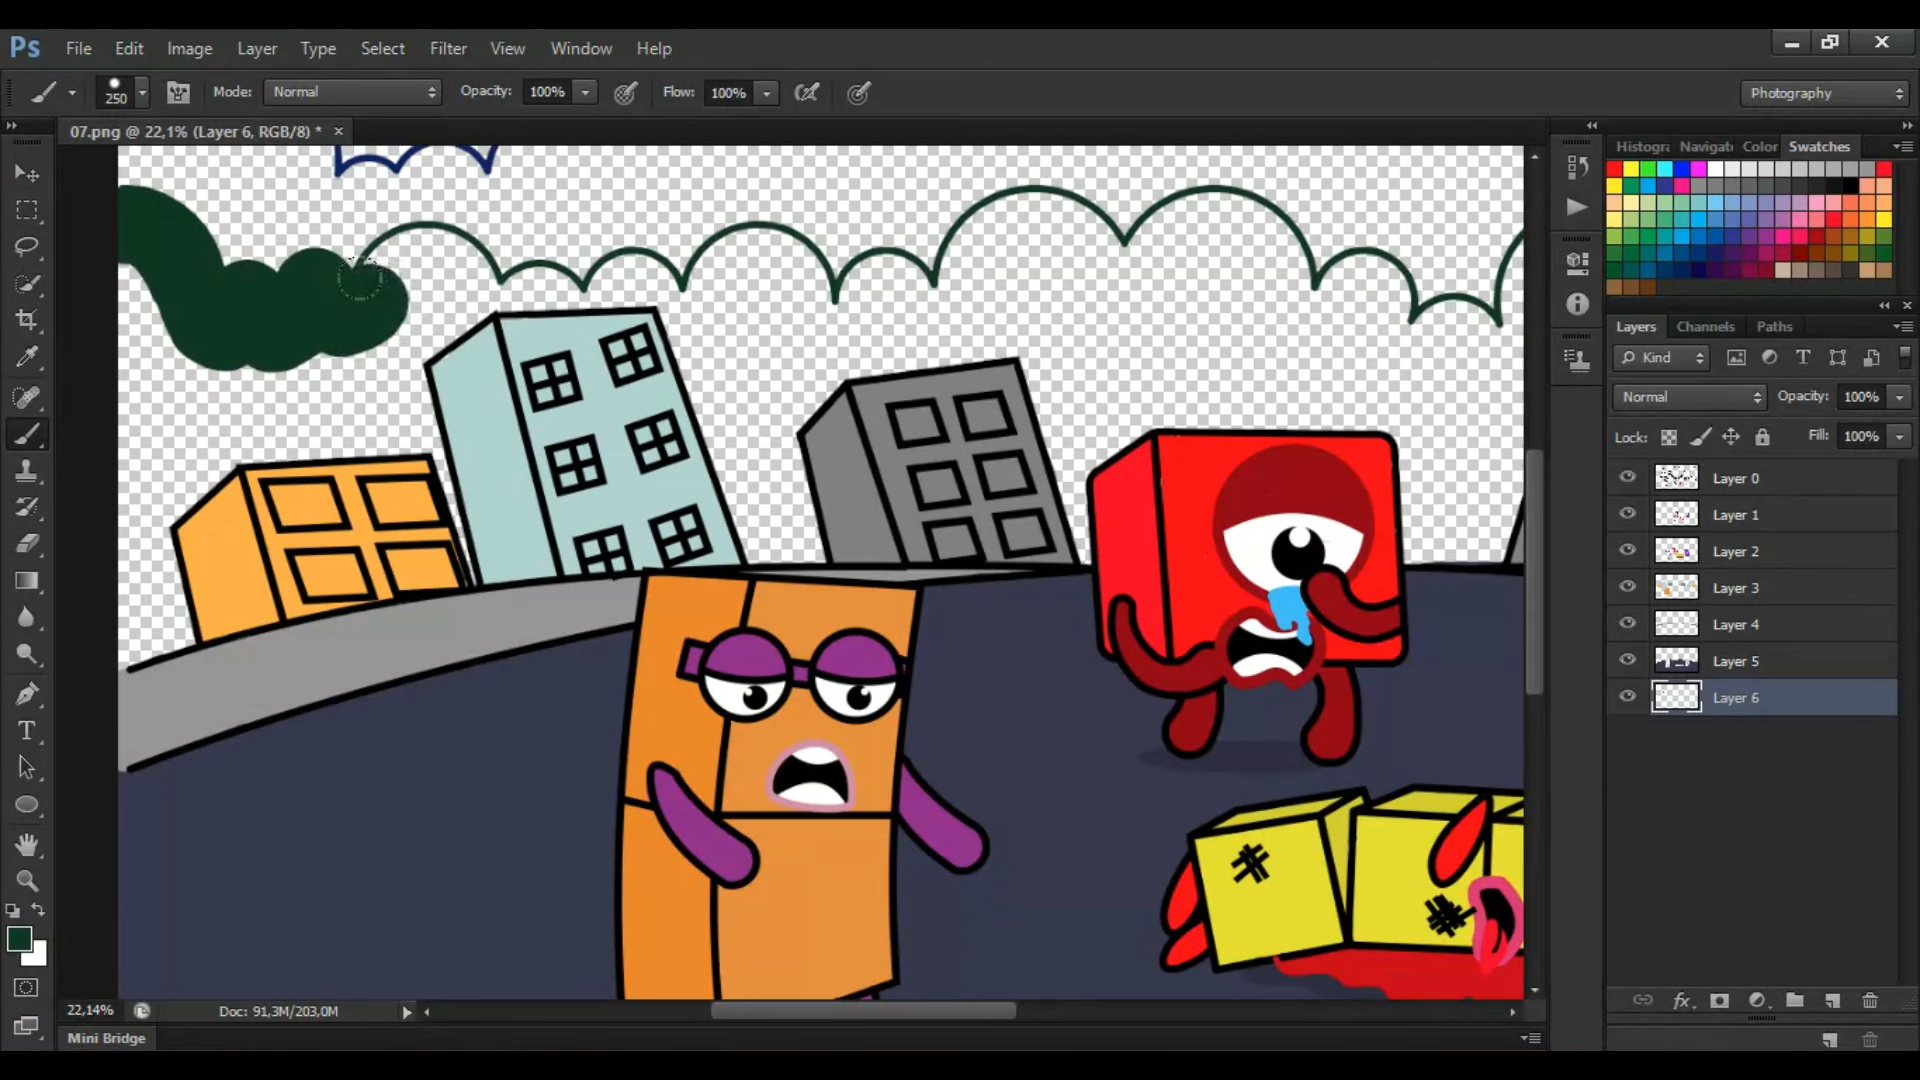 Ps File Edit Image Layer Type Select Filter View Window Help
250 Mode: Normal Opacity: 100% Flow: 100% Photography
07.png @ 22,1% (Layer 6, RGB/8) * ×
Histogra Navigat Color Swatches
Layers Channels Paths
Kind T
Normal Opacity: 100%
Lock: Fill: 100%
Layer 0
Layer 1
Layer 2
Layer 3
Layer 4
Layer 5
Layer 6
T
fx
22,14% Doc: 91,3M/203,0M
Mini Bridge